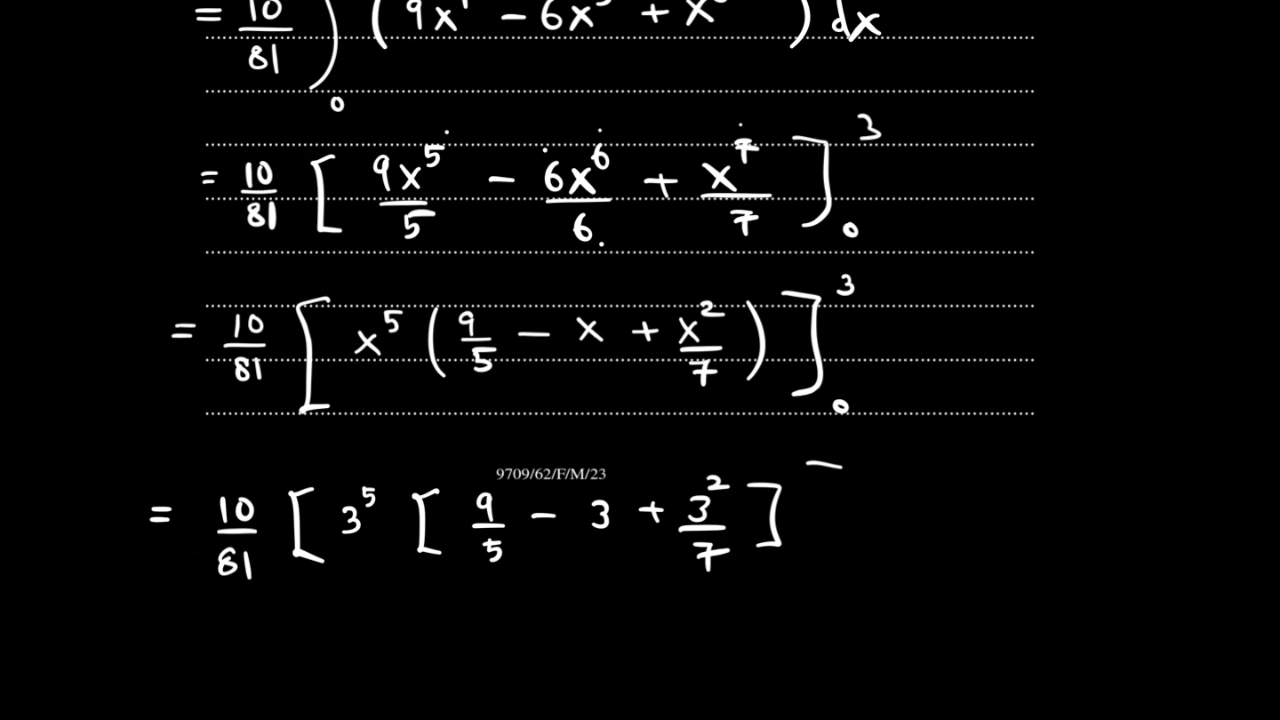 = 10/81 ∫₀ (9x⁴ - 6x⁵ + x⁶) dx
= 10/81 [ 9x⁵/5 - 6x⁶/6 + x⁷/7 ]₀³
= 10/81 [ x⁵ ( 9/5 - x + x²/7 ) ]₀³
9709/62/F/M/23
= 10/81 [ 3⁵ [ 9/5 - 3 + 3²/7 ] -